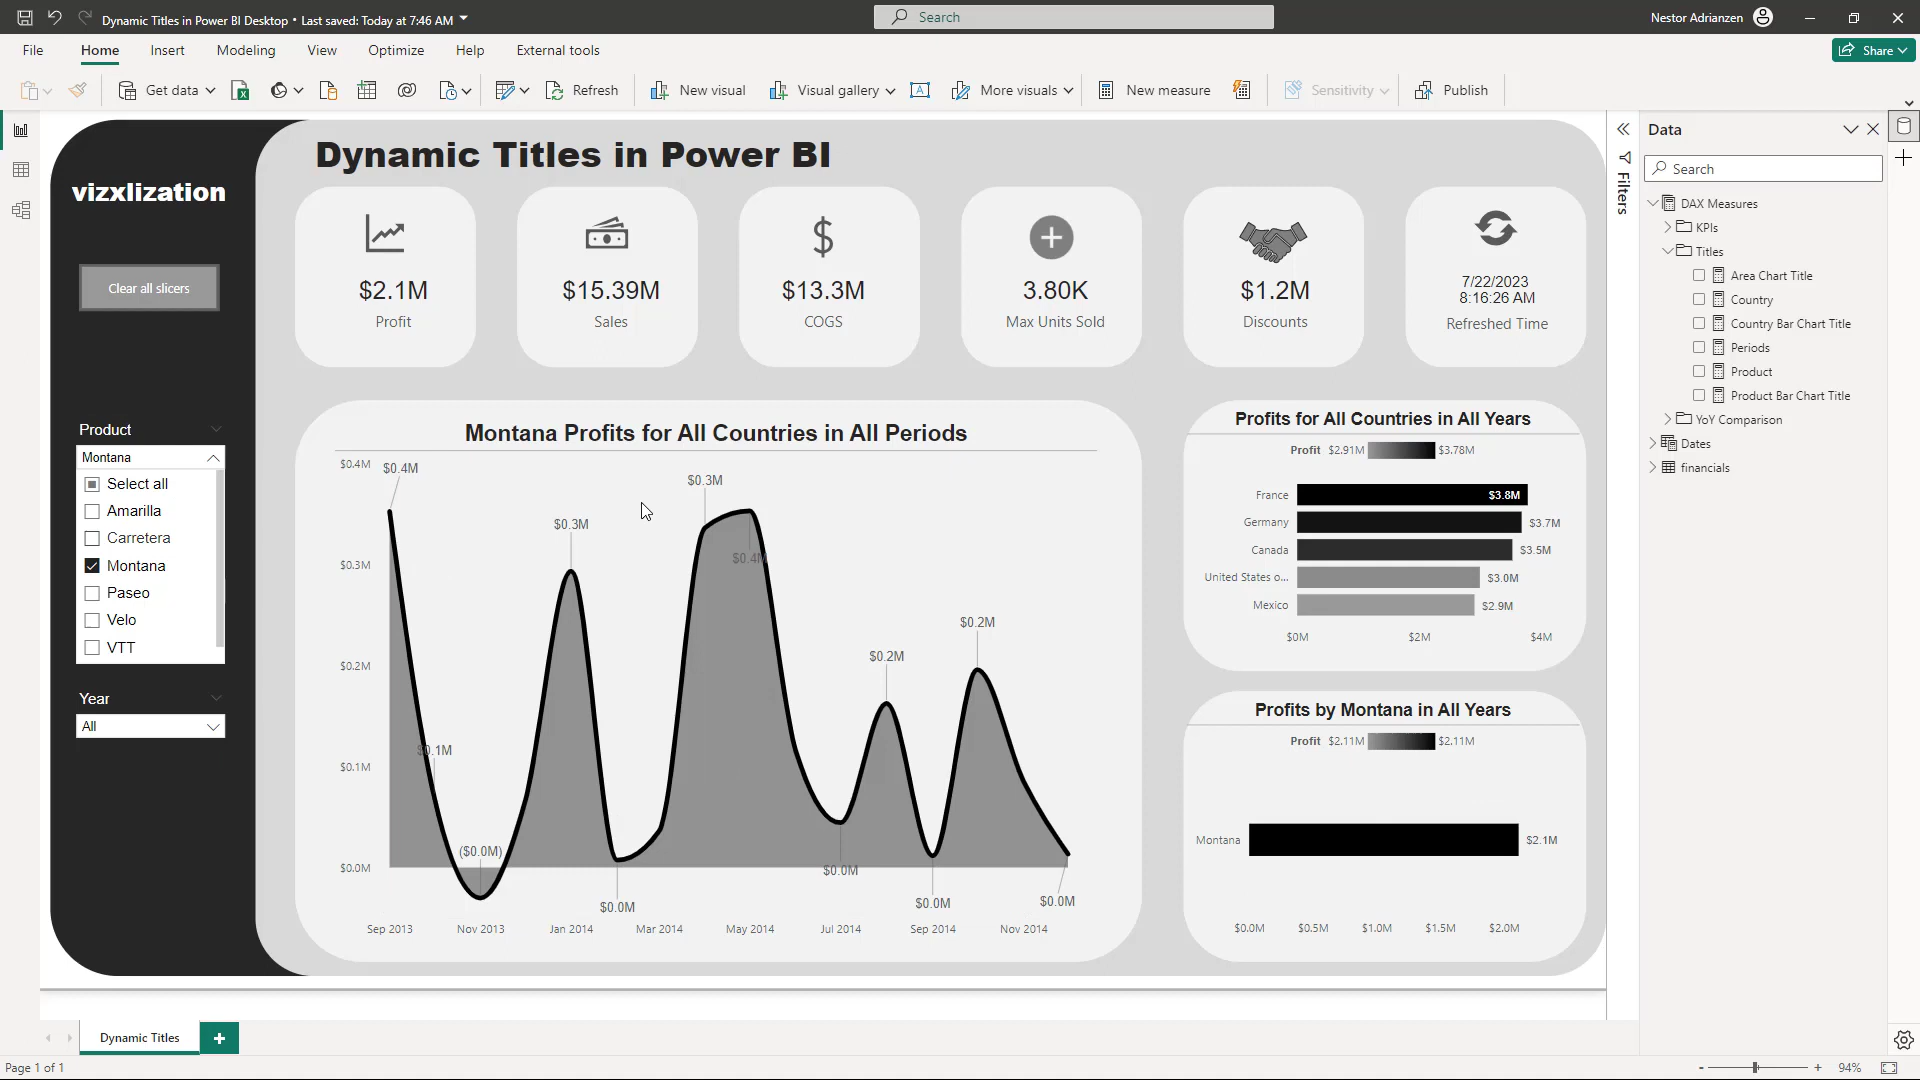 Dynamic Titles in Power BI Desktop • Last saved: Today at 7:46 AM
Search
Nestor Adrianzen
File
Home
Insert
Modeling
View
Optimize
Help
External tools
Share
Get data
Refresh
New visual
Visual gallery
More visuals
New measure
Sensitivity
Publish
vizxlization
Clear all slicers
Product
Montana
Select all
Amarilla
Carretera
Montana
Paseo
Velo
VTT
Year
All
Dynamic Titles in Power BI
$2.1M
Profit
$15.39M
Sales
$13.3M
COGS
3.80K
Max Units Sold
$1.2M
Discounts
7/22/2023
8:16:26 AM
Refreshed Time
Montana Profits for All Countries in All Periods
$0.4M
$0.3M
$0.2M
$0.1M
$0.0M
$0.4M
$0.1M
($0.0M)
$0.3M
$0.0M
$0.3M
$0.4M
$0.0M
$0.2M
$0.0M
$0.2M
$0.0M
Sep 2013
Nov 2013
Jan 2014
Mar 2014
May 2014
Jul 2014
Sep 2014
Nov 2014
Profits for All Countries in All Years
Profit $2.91M $3.78M
France $3.8M
Germany $3.7M
Canada $3.5M
United States o... $3.0M
Mexico $2.9M
$0M $2M $4M
Profits by Montana in All Years
Profit $2.11M $2.11M
Montana $2.1M
$0.0M $0.5M $1.0M $1.5M $2.0M
Filters
Data
Search
DAX Measures
KPIs
Titles
Area Chart Title
Country
Country Bar Chart Title
Periods
Product
Product Bar Chart Title
YoY Comparison
Dates
financials
Dynamic Titles
Page 1 of 1
94%